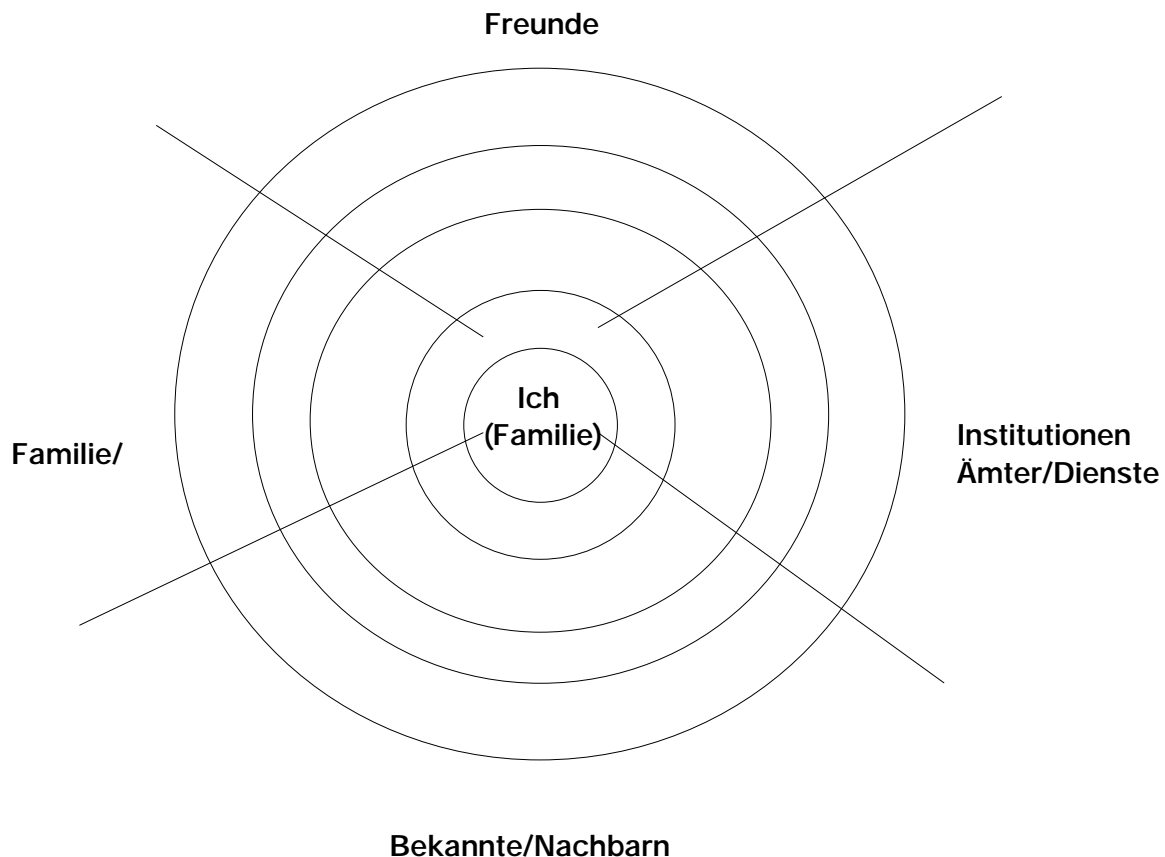 Freunde
Ich
(Familie)
Familie/
Institutionen
Ämter/Dienste
Bekannte/Nachbarn